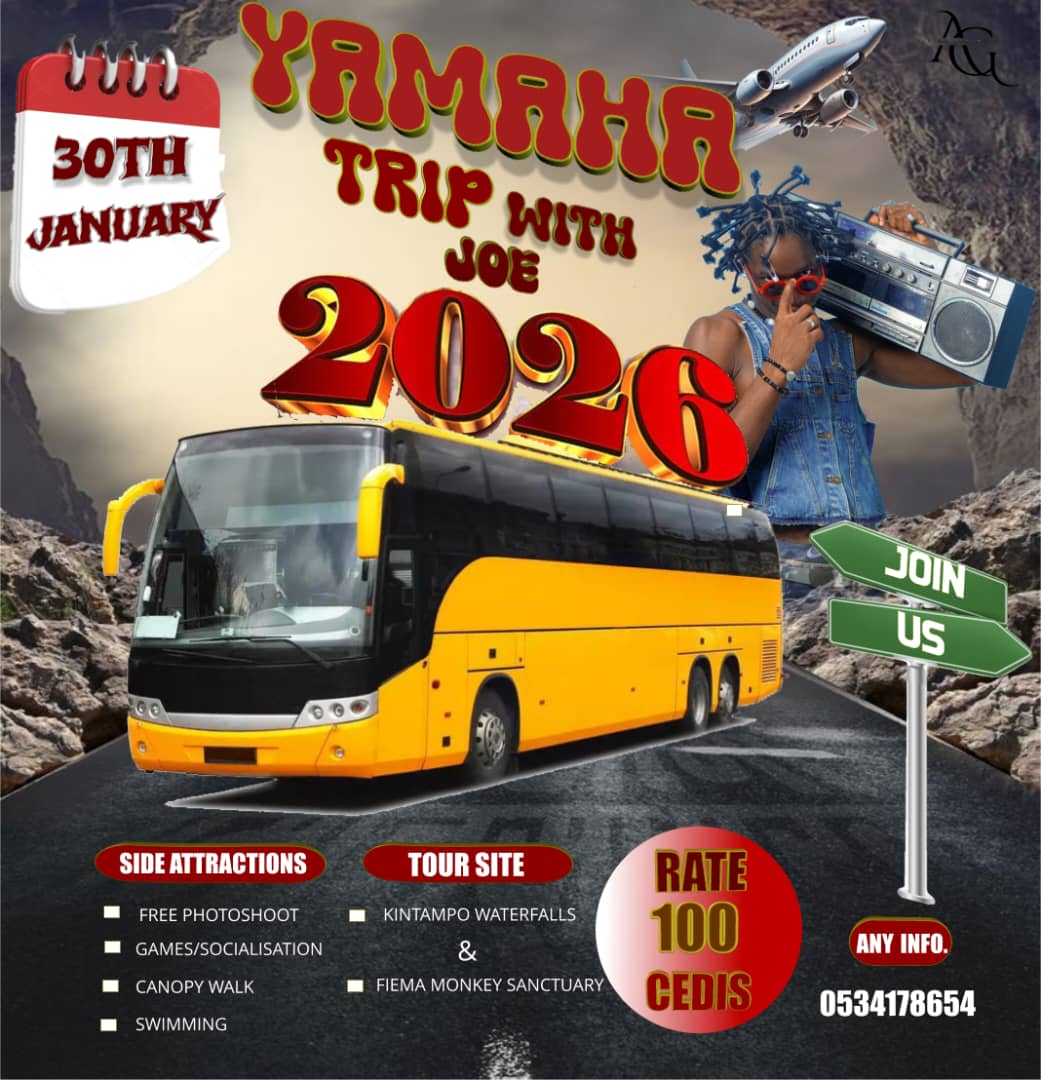 YAMAHA
TRIP WITH
JOE
2026
30TH
JANUARY
AG
JOIN
US
SIDE ATTRACTIONS
FREE PHOTOSHOOT
GAMES/SOCIALISATION
CANOPY WALK
SWIMMING
TOUR SITE
KINTAMPO WATERFALLS
&
FIEMA MONKEY SANCTUARY
RATE
100
CEDIS
ANY INFO.
0534178654